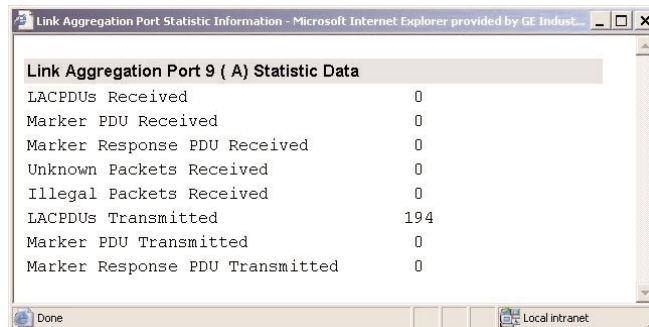 Link Aggregation Port Statistic Information - Microsoft Internet Explorer provided by GE Indust...
Link Aggregation Port 9 ( A) Statistic Data
LACPDUs Received 0
Marker PDU Received 0
Marker Response PDU Received 0
Unknown Packets Received 0
Illegal Packets Received 0
LACPDUs Transmitted 194
Marker PDU Transmitted 0
Marker Response PDU Transmitted 0
Done Local intranet